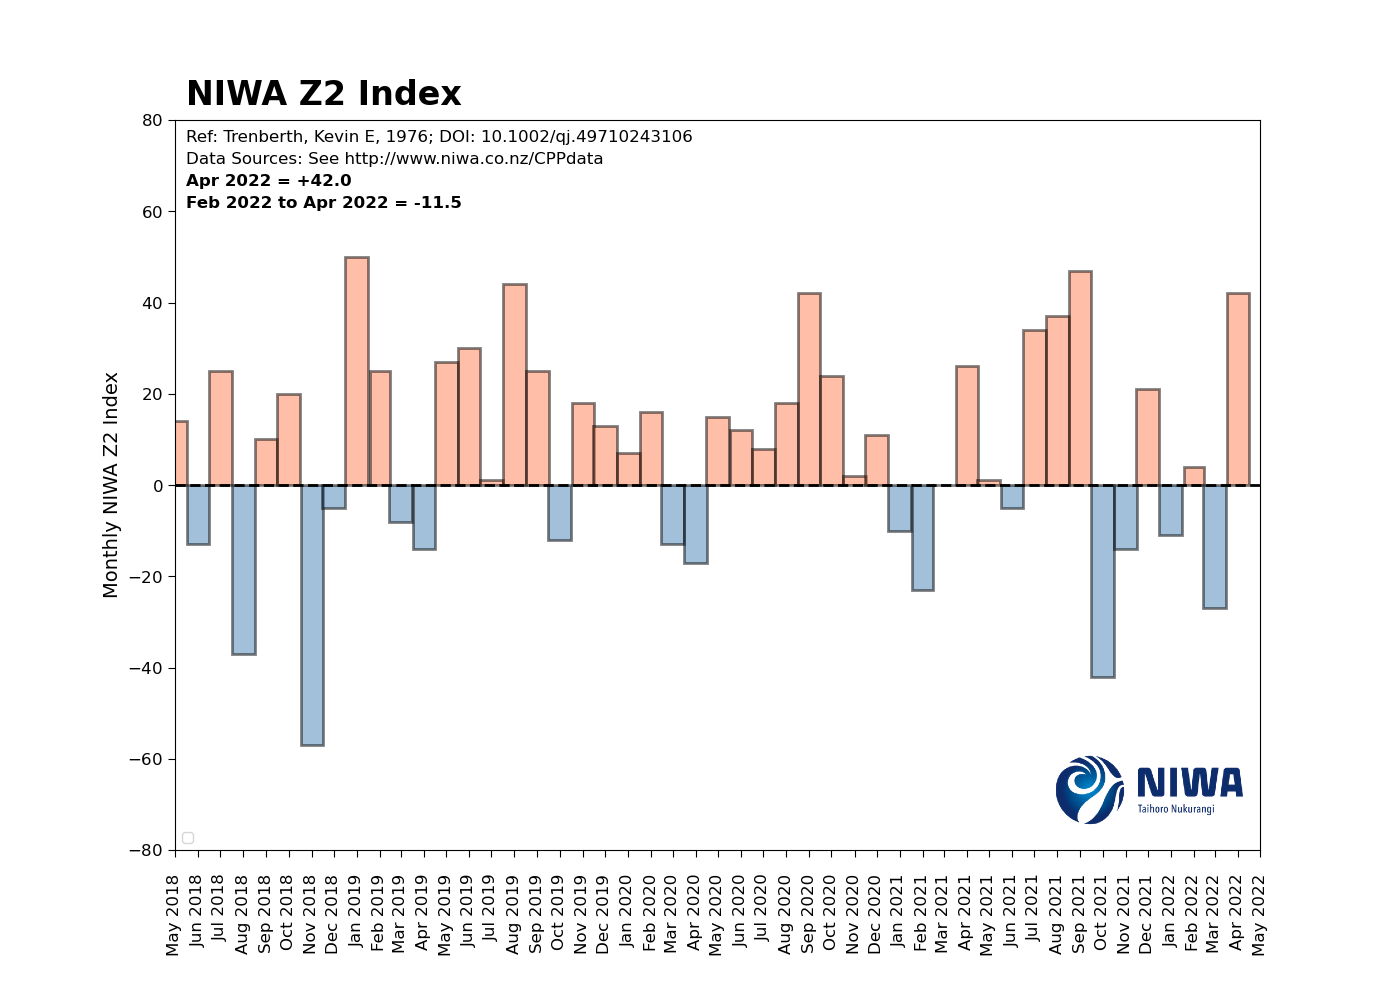 NIWA Z2 Index
Ref: Trenberth, Kevin E, 1976; DOI: 10.1002/qj.49710243106
Data Sources: See http://www.niwa.co.nz/CPPdata
Apr 2022 = +42.0
Feb 2022 to Apr 2022 = -11.5
Monthly NIWA Z2 Index
80
60
40
20
0
−20
−40
−60
−80
NIWA
Taihoro Nukurangi
May 2018
Jun 2018
Jul 2018
Aug 2018
Sep 2018
Oct 2018
Nov 2018
Dec 2018
Jan 2019
Feb 2019
Mar 2019
Apr 2019
May 2019
Jun 2019
Jul 2019
Aug 2019
Sep 2019
Oct 2019
Nov 2019
Dec 2019
Jan 2020
Feb 2020
Mar 2020
Apr 2020
May 2020
Jun 2020
Jul 2020
Aug 2020
Sep 2020
Oct 2020
Nov 2020
Dec 2020
Jan 2021
Feb 2021
Mar 2021
Apr 2021
May 2021
Jun 2021
Jul 2021
Aug 2021
Sep 2021
Oct 2021
Nov 2021
Dec 2021
Jan 2022
Feb 2022
Mar 2022
Apr 2022
May 2022